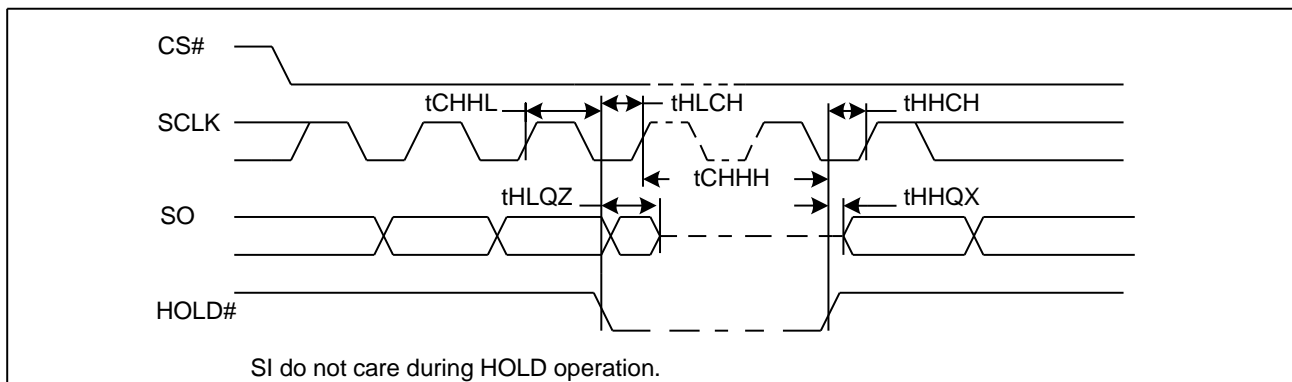 CS#
tCHHL
tHLCH
tHHCH
SCLK
tCHHH
tHLQZ
tHHQX
SO
HOLD#
SI do not care during HOLD operation.